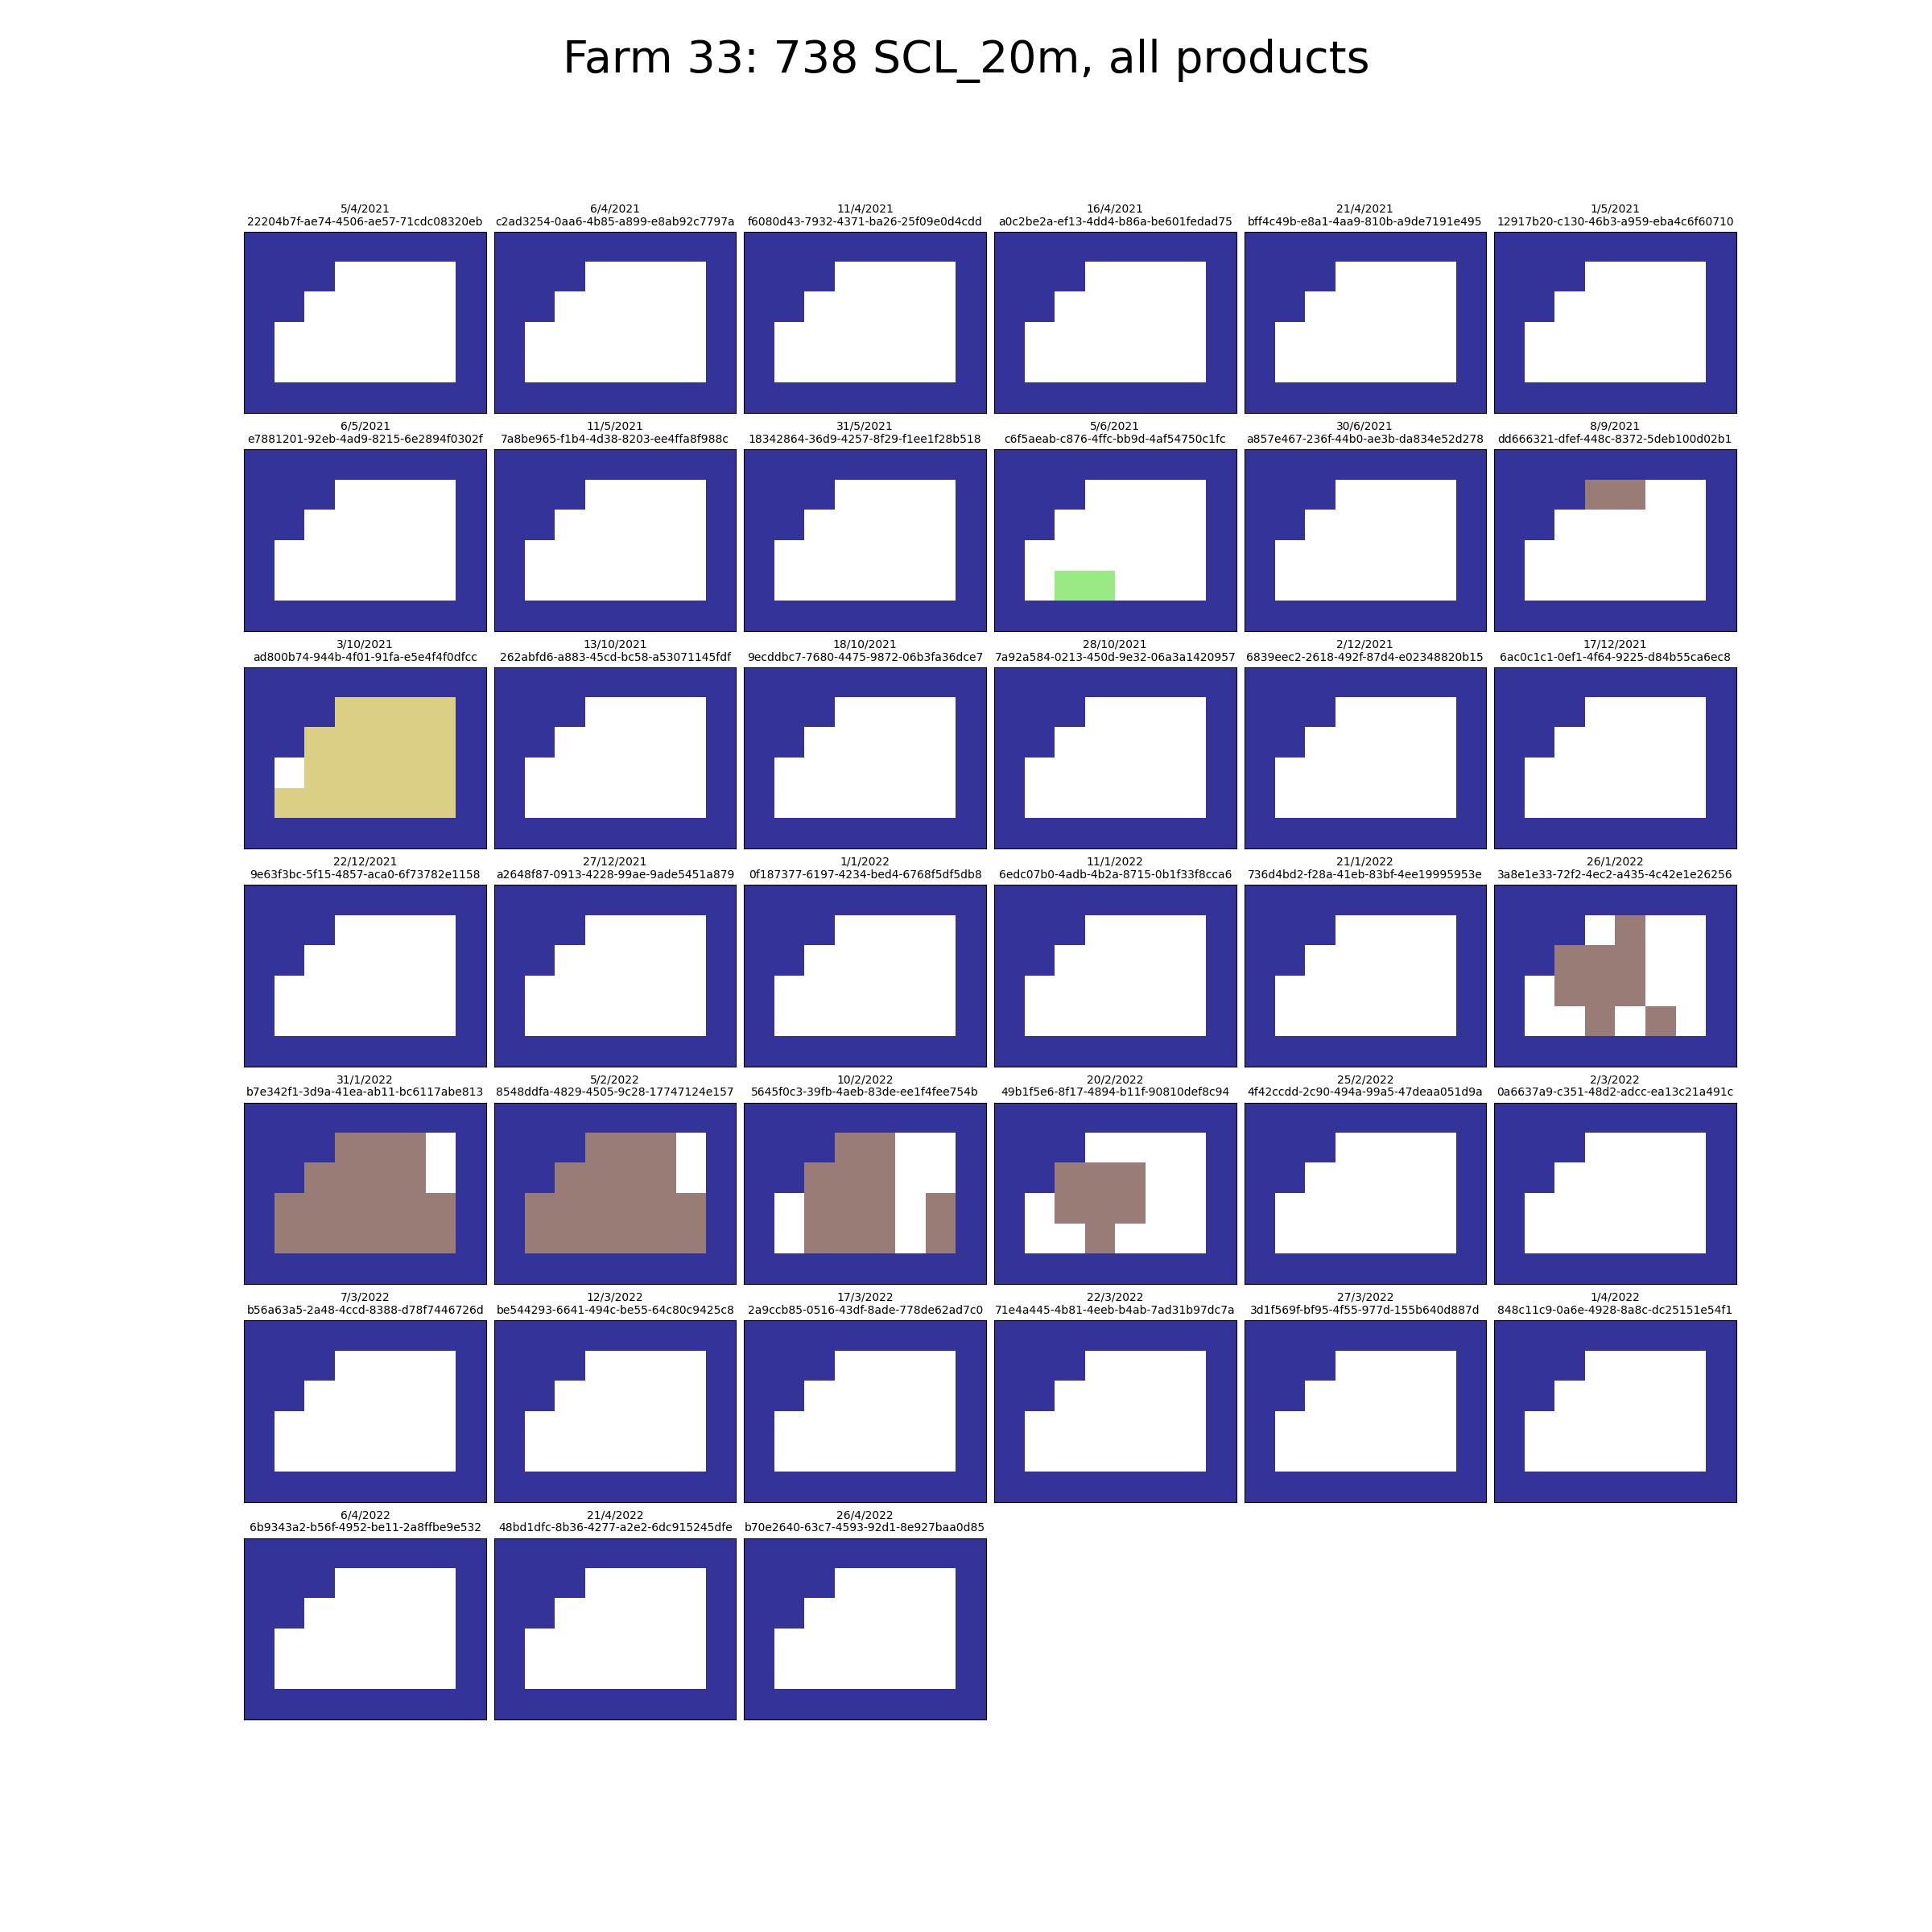 Farm 33: 738 SCL_20m, all products
5/4/2021
22204b7f-ae74-4506-ae57-71cdc08320eb
6/4/2021
c2ad3254-0aa6-4b85-a899-e8ab92c7797a
11/4/2021
f6080d43-7932-4371-ba26-25f09e0d4cdd
16/4/2021
a0c2be2a-ef13-4dd4-b86a-be601fedad75
21/4/2021
bff4c49b-e8a1-4aa9-810b-a9de7191e495
1/5/2021
12917b20-c130-46b3-a959-eba4c6f60710
6/5/2021
e7881201-92eb-4ad9-8215-6e2894f0302f
11/5/2021
7a8be965-f1b4-4d38-8203-ee4ffa8f988c
31/5/2021
18342864-36d9-4257-8f29-f1ee1f28b518
5/6/2021
c6f5aeab-c876-4ffc-bb9d-4af54750c1fc
30/6/2021
a857e467-236f-44b0-ae3b-da834e52d278
8/9/2021
dd666321-dfef-448c-8372-5deb100d02b1
3/10/2021
ad800b74-944b-4f01-91fa-e5e4f4f0dfcc
13/10/2021
262abfd6-a883-45cd-bc58-a53071145fdf
18/10/2021
9ecddbc7-7680-4475-9872-06b3fa36dce7
28/10/2021
7a92a584-0213-450d-9e32-06a3a1420957
2/12/2021
6839eec2-2618-492f-87d4-e02348820b15
17/12/2021
6ac0c1c1-0ef1-4f64-9225-d84b55ca6ec8
22/12/2021
9e63f3bc-5f15-4857-aca0-6f73782e1158
27/12/2021
a2648f87-0913-4228-99ae-9ade5451a879
1/1/2022
0f187377-6197-4234-bed4-6768f5df5db8
11/1/2022
6edc07b0-4adb-4b2a-8715-0b1f33f8cca6
21/1/2022
736d4bd2-f28a-41eb-83bf-4ee19995953e
26/1/2022
3a8e1e33-72f2-4ec2-a435-4c42e1e26256
31/1/2022
b7e342f1-3d9a-41ea-ab11-bc6117abe813
5/2/2022
8548ddfa-4829-4505-9c28-17747124e157
10/2/2022
5645f0c3-39fb-4aeb-83de-ee1f4fee754b
20/2/2022
49b1f5e6-8f17-4894-b11f-90810def8c94
25/2/2022
4f42ccdd-2c90-494a-99a5-47deaa051d9a
2/3/2022
0a6637a9-c351-48d2-adcc-ea13c21a491c
7/3/2022
b56a63a5-2a48-4ccd-8388-d78f7446726d
12/3/2022
be544293-6641-494c-be55-64c80c9425c8
17/3/2022
2a9ccb85-0516-43df-8ade-778de62ad7c0
22/3/2022
71e4a445-4b81-4eeb-b4ab-7ad31b97dc7a
27/3/2022
3d1f569f-bf95-4f55-977d-155b640d887d
1/4/2022
848c11c9-0a6e-4928-8a8c-dc25151e54f1
6/4/2022
6b9343a2-b56f-4952-be11-2a8ffbe9e532
21/4/2022
48bd1dfc-8b36-4277-a2e2-6dc915245dfe
26/4/2022
b70e2640-63c7-4593-92d1-8e927baa0d85